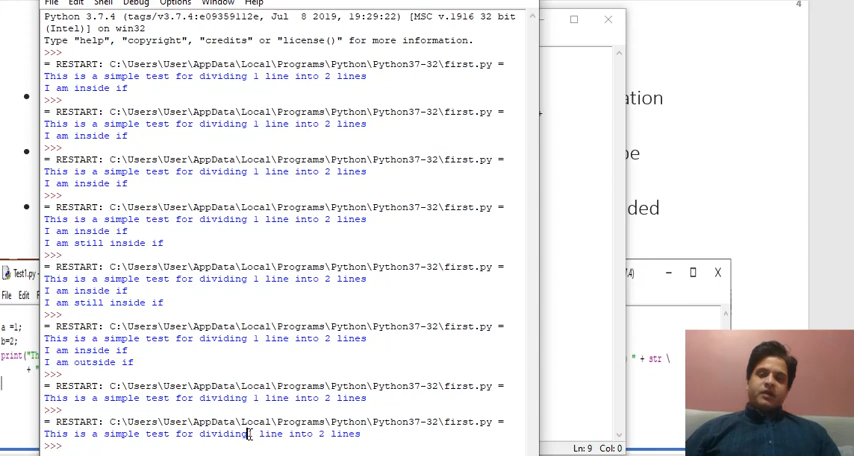 File Edit Shell Debug Options Window Help
4
Python 3.7.4 (tags/v3.7.4:e09359112e, Jul 8 2019, 19:29:22) [MSC v.1916 32 bit
(Intel)] on win32
Type "help", "copyright", "credits" or "license()" for more information.
>>>
= RESTART: C:\Users\User\AppData\Local\Programs\Python\Python37-32\first.py =
This is a simple test for dividing 1 line into 2 lines
I am inside if
>>>
= RESTART: C:\Users\User\AppData\Local\Programs\Python\Python37-32\first.py =
This is a simple test for dividing 1 line into 2 lines
I am inside if
>>>
= RESTART: C:\Users\User\AppData\Local\Programs\Python\Python37-32\first.py =
This is a simple test for dividing 1 line into 2 lines
I am inside if
>>>
= RESTART: C:\Users\User\AppData\Local\Programs\Python\Python37-32\first.py =
This is a simple test for dividing 1 line into 2 lines
I am inside if
I am still inside if
>>>
= RESTART: C:\Users\User\AppData\Local\Programs\Python\Python37-32\first.py =
This is a simple test for dividing 1 line into 2 lines
I am inside if
I am still inside if
>>>
= RESTART: C:\Users\User\AppData\Local\Programs\Python\Python37-32\first.py =
This is a simple test for dividing 1 line into 2 lines
I am inside if
I am outside if
>>>
= RESTART: C:\Users\User\AppData\Local\Programs\Python\Python37-32\first.py =
This is a simple test for dividing 1 line into 2 lines
>>>
= RESTART: C:\Users\User\AppData\Local\Programs\Python\Python37-32\first.py =
This is a simple test for dividing line into 2 lines
>>>
Ln: 9 Col: 0
Test1.py -
File Edit
a =1;
b=2;
print("Th
+ "
" + str \